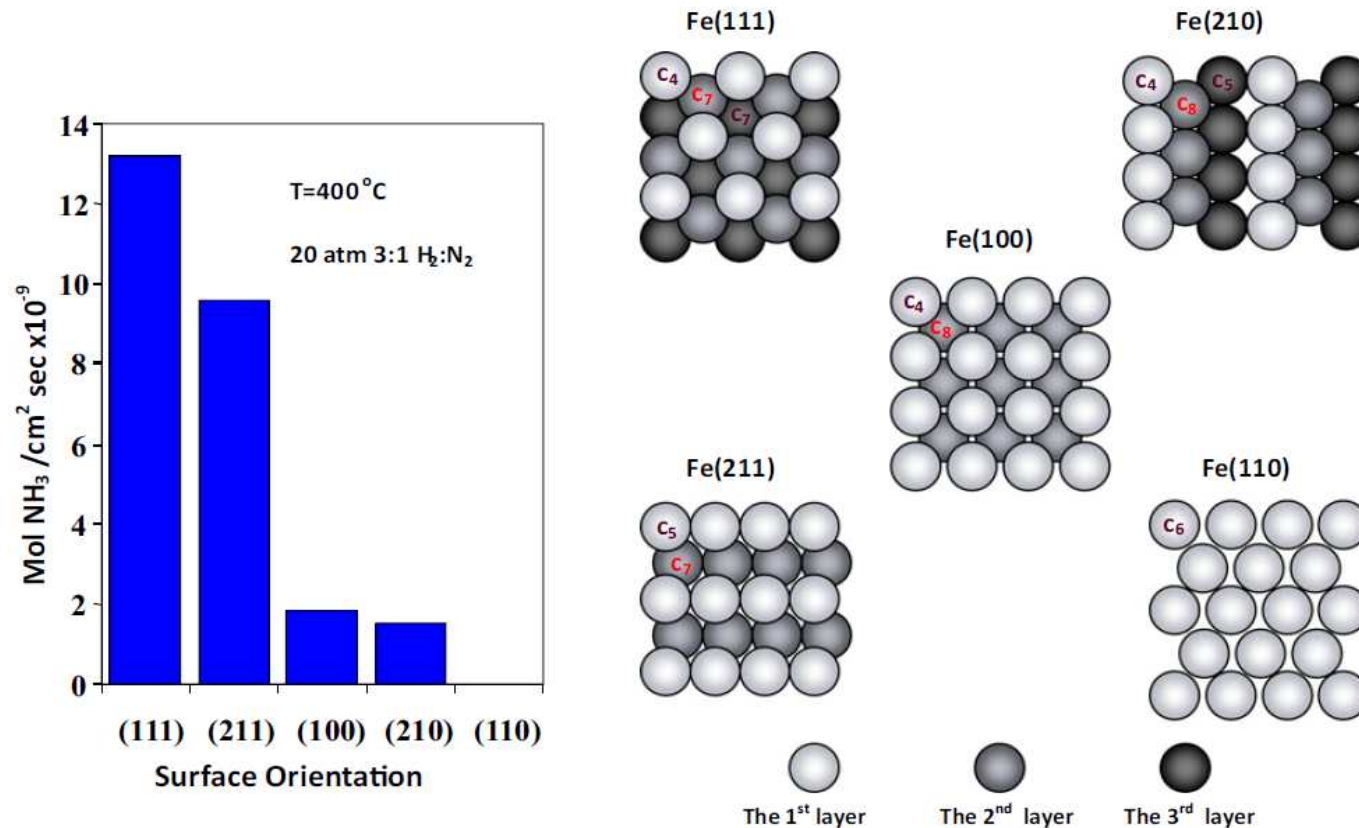 Fe(111)
Fe(210)
C4
C7
C7
C4
C8
C5
14
12
10
8
6
4
2
0
T=400°C
20 atm 3:1 H2:N2
Mol NH3 /cm² sec x10⁻⁹
Fe(100)
C4
C8
Fe(211)
Fe(110)
C5
C7
C6
(111) (211) (100) (210) (110)
Surface Orientation
The 1st layer
The 2nd layer
The 3rd layer